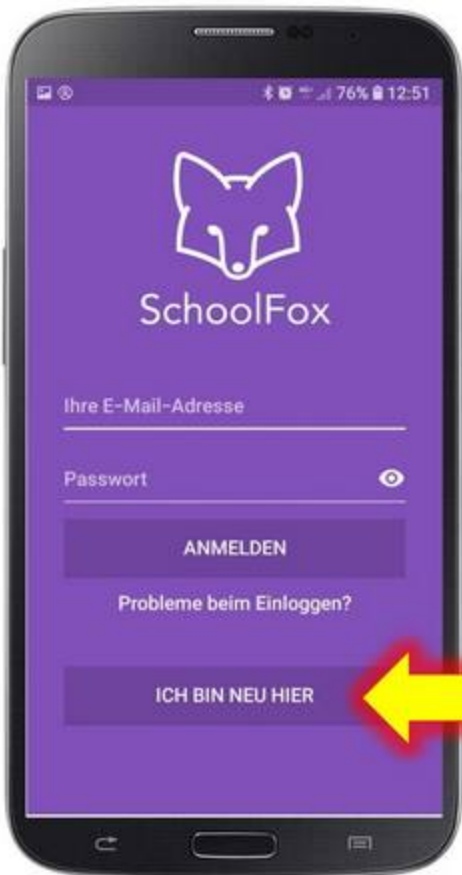 76% 12:51
SchoolFox
Ihre E-Mail-Adresse
Passwort
ANMELDEN
Probleme beim Einloggen?
ICH BIN NEU HIER